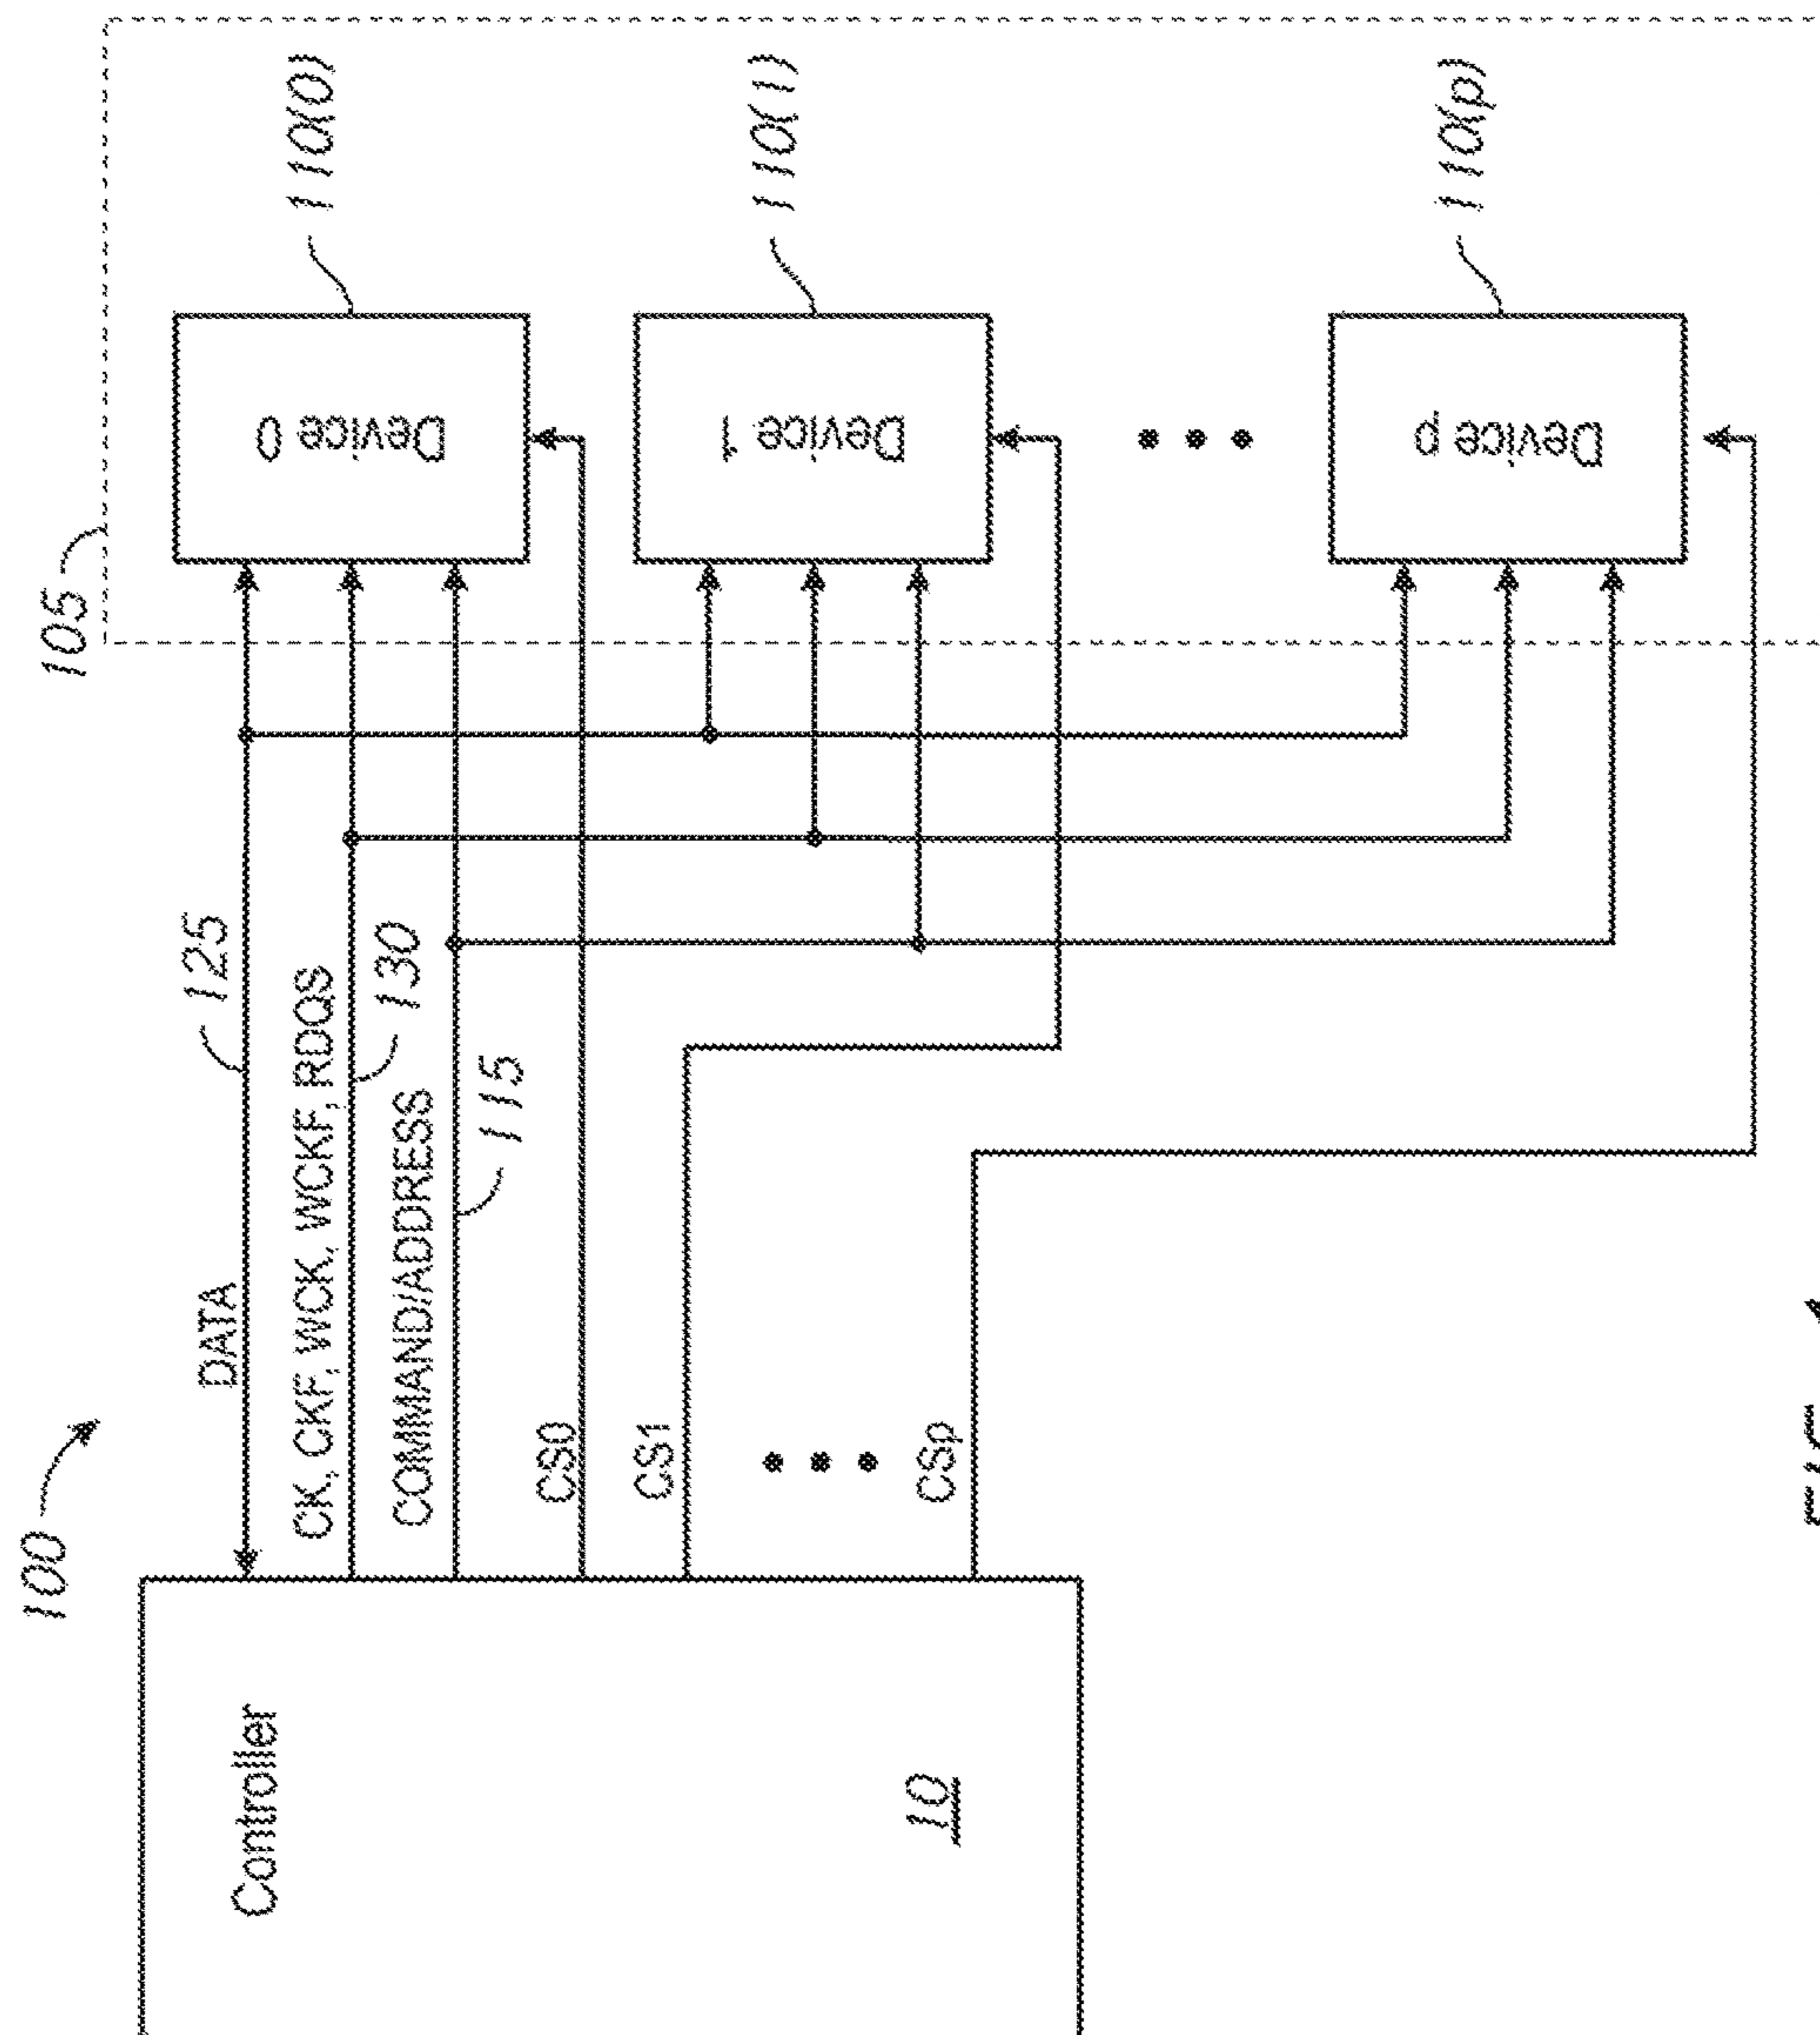 100
105
DATA
125
CK, CKF, WCK, WCKF, RDQS
130
COMMAND/ADDRESS
115
CS0
CS1
CSp
Controller
10
Device 0
110(0)
Device 1
110(1)
Device p
110(p)